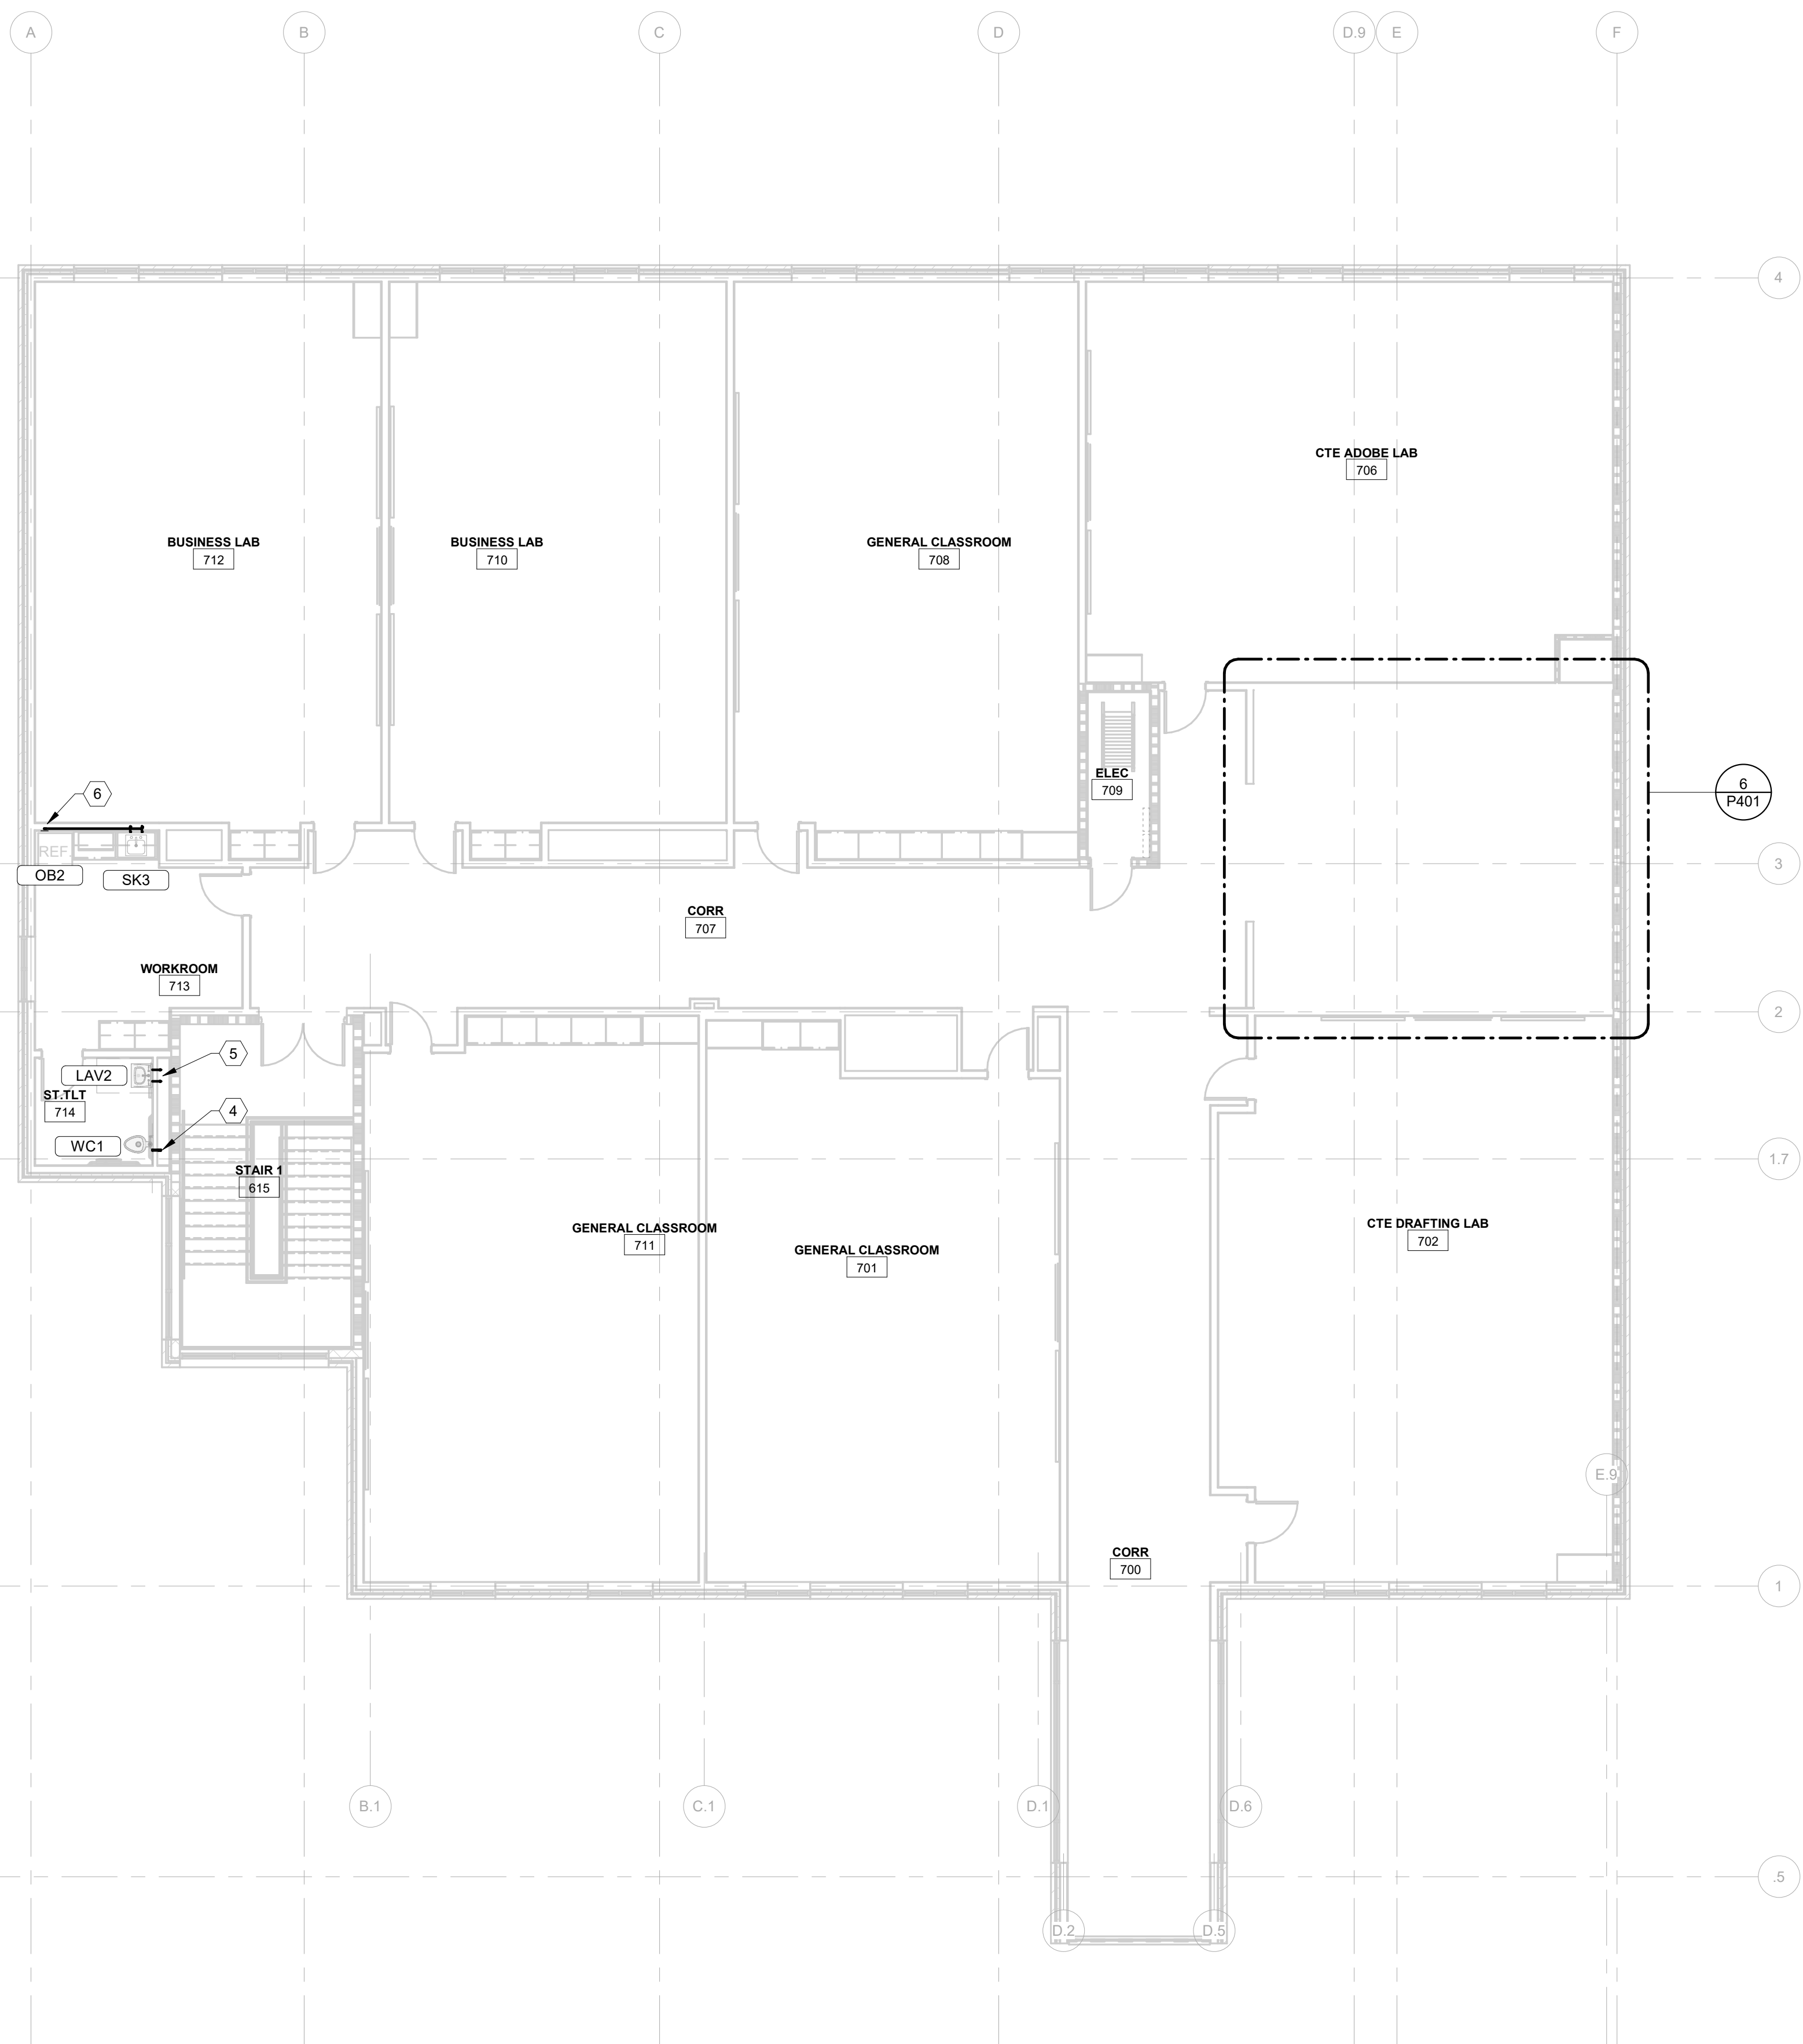 A
B
C
D
D.9
E
F
4
CTE ADOBE LAB
706
BUSINESS LAB
712
BUSINESS LAB
710
GENERAL CLASSROOM
708
ELEC
709
6
6
P401
REF
OB2
SK3
3
CORR
707
WORKROOM
713
2
5
LAV2
ST.TLT
714
4
WC1
STAIR 1
615
1.7
GENERAL CLASSROOM
711
GENERAL CLASSROOM
701
CTE DRAFTING LAB
702
E.9
CORR
700
1
B.1
C.1
D.1
D.6
.5
D.2
D.5